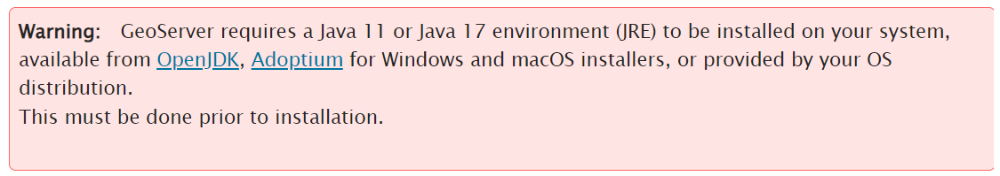 Warning: GeoServer requires a Java 11 or Java 17 environment (JRE) to be installed on your system,
available from OpenJDK, Adoptium for Windows and macOS installers, or provided by your OS
distribution.
This must be done prior to installation.